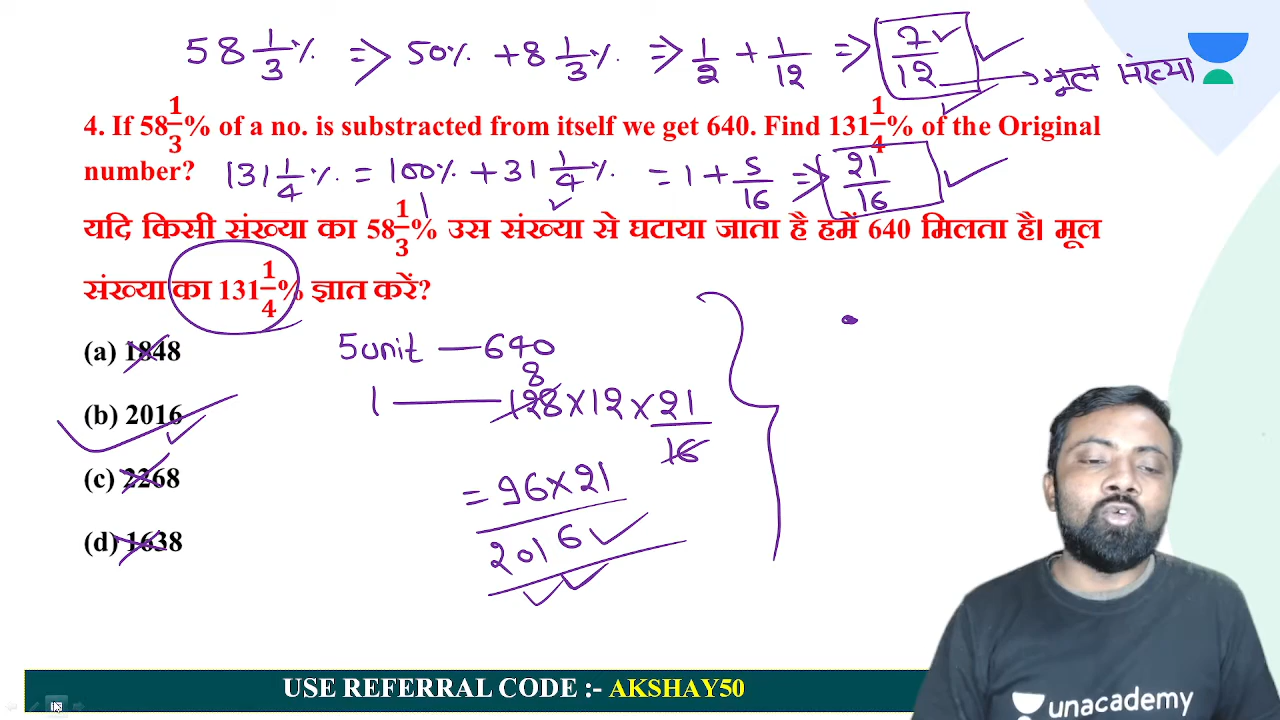 58 1/3 % => 50% + 8 1/3 % => 1/2 + 1/12 => 7/12 → मूल संख्या
4. If 58 1/3 % of a no. is substracted from itself we get 640. Find 131 1/4 % of the Original
number?
131 1/4 % = 100% + 31 1/4 % = 1 + 5/16 => 21/16
1
यदि किसी संख्या का 58 1/3 % उस संख्या से घटाया जाता है हमें 640 मिलता है। मूल
संख्या का 131 1/4 % ज्ञात करें?
(a) 1848
(b) 2016
(c) 2268
(d) 1638
5unit — 640
8
1 — 128 × 12 × 21/16
= 96 × 21
2016
USE REFERRAL CODE :- AKSHAY50
unacademy